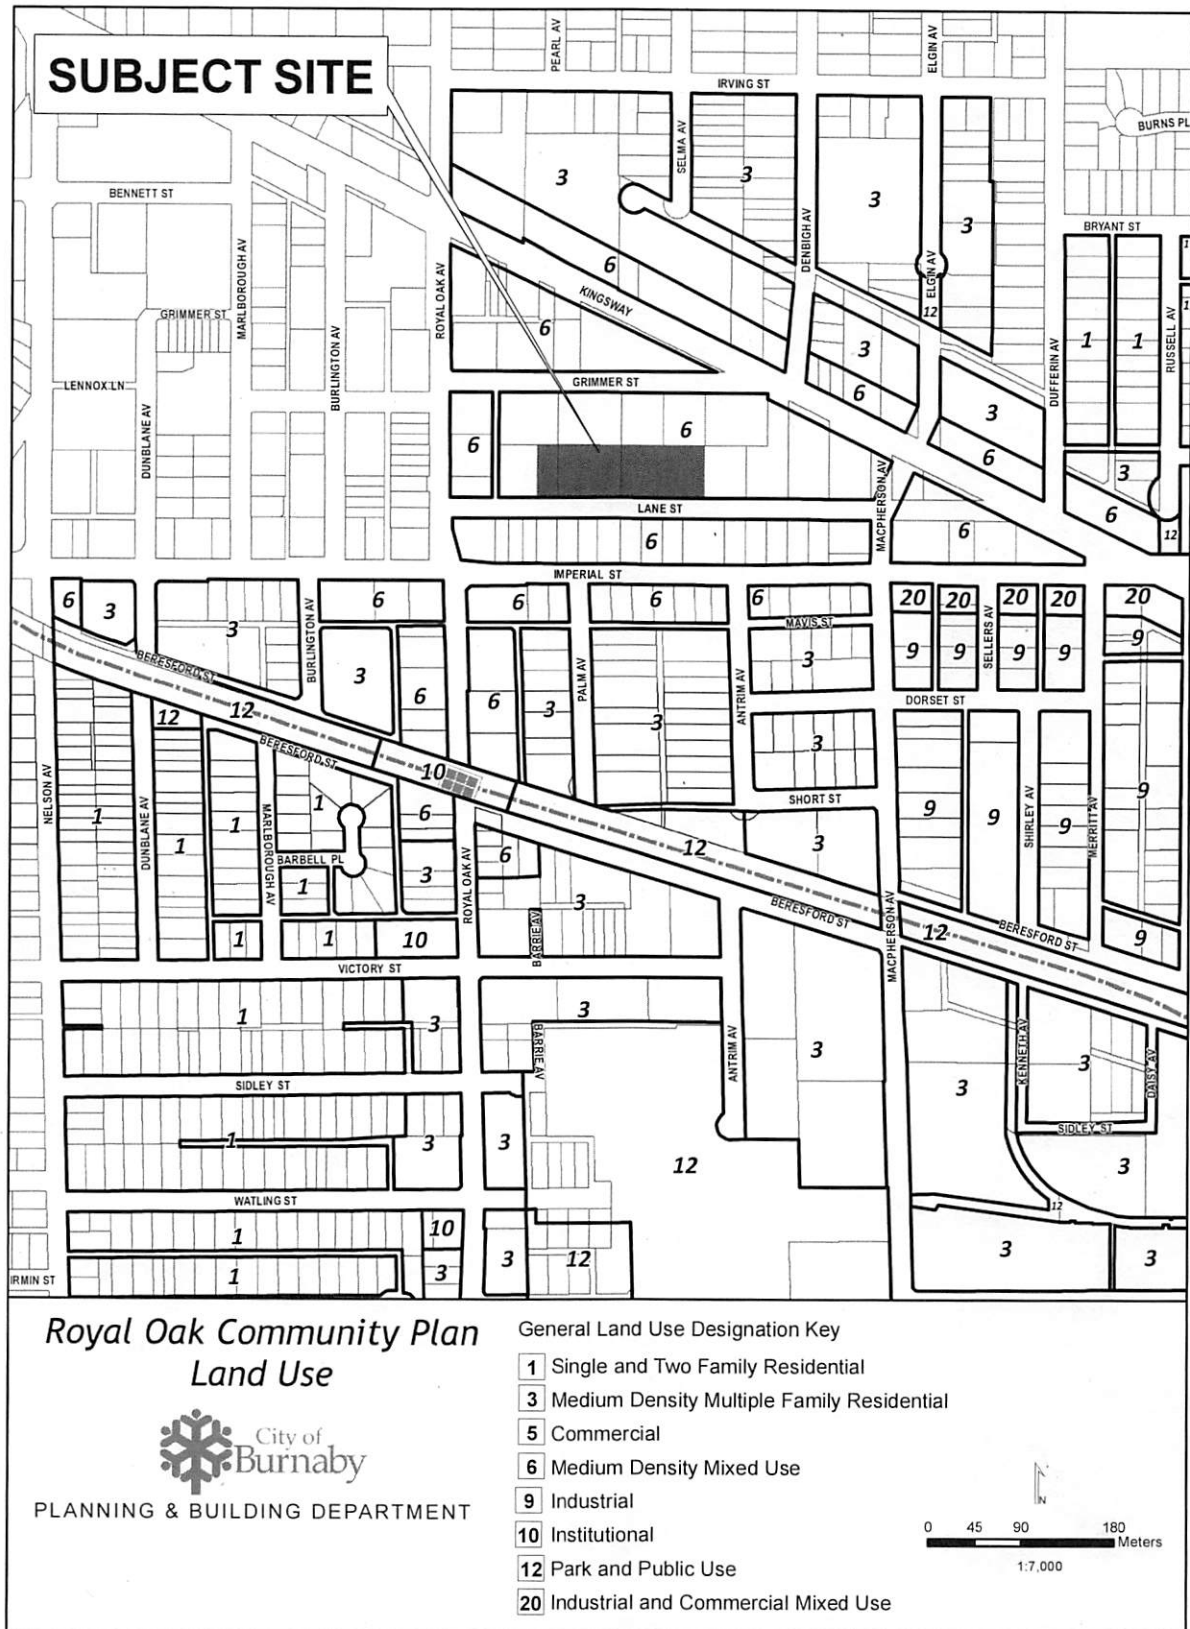 SUBJECT SITE
PEARL AV
ELGIN AV
IRVING ST
BURNS PL
SELMA AV
BENNETT ST
3
3
3
3
BRYANT ST
MARLBOROUGH AV
ROYAL OAK AV
DENBIGH AV
ELGIN AV
12
6
KINGSWAY
6
GRIMMER ST
BURLINGTON AV
LENNOX LN
DUNBLANE AV
GRIMMER ST
3
6
3
6
DUFFERIN AV
1
1
RUSSELL AV
6
6
3
6
12
MACPHERSON AV
LANE ST
6
6
IMPERIAL ST
6
3
3
BURLINGTON AV
6
6
6
6
MAVIS ST
20
20
20
20
20
SELLERS AV
9
9
9
9
9
BERESFORD ST
12
12
3
6
6
3
PALM AV
3
ANTRIM AV
3
3
DORSET ST
NELSON AV
1
DUNBLANE AV
1
1
MARLBOROUGH AV
BERESFORD ST
1
BARBELL PL
1
10
6
3
ROYAL OAK AV
6
SHORT ST
12
3
9
9
SHIRLEY AV
9
MERRITT AV
9
1
1
10
BARRIE AV
3
BERESFORD ST
MACPHERSON AV
12
BERESFORD ST
9
VICTORY ST
1
3
BARRIE AV
3
ANTRIM AV
3
3
KENNETH AV
3
DAISY AV
SIDLEY ST
SIDLEY ST
1
3
3
12
3
12
WATLING ST
1
10
1
3
3
12
3
3
IRMIN ST
Royal Oak Community Plan
Land Use
City of
Burnaby
PLANNING & BUILDING DEPARTMENT
General Land Use Designation Key
1 Single and Two Family Residential
3 Medium Density Multiple Family Residential
5 Commercial
6 Medium Density Mixed Use
9 Industrial
10 Institutional
12 Park and Public Use
20 Industrial and Commercial Mixed Use
N
0 45 90 180
Meters
1:7,000